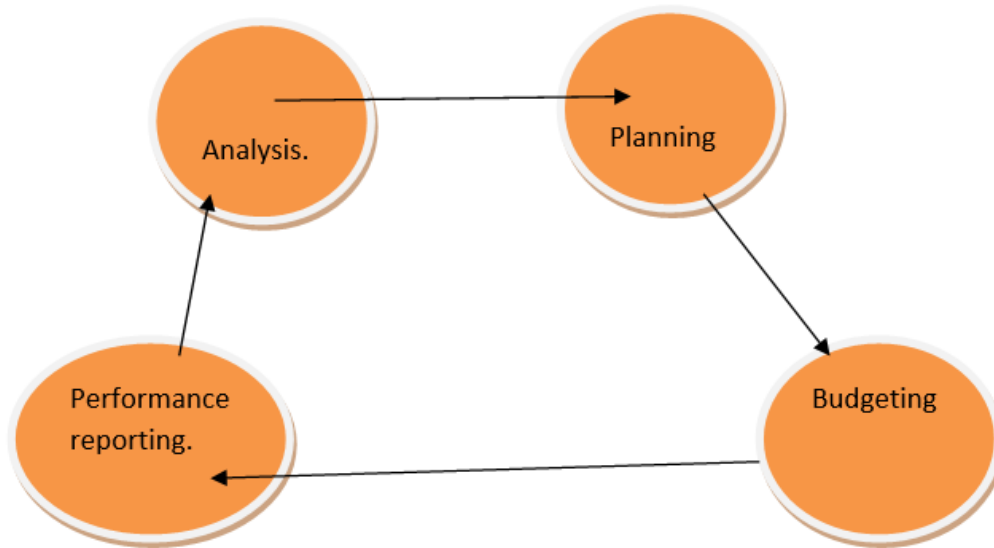 Analysis.
Planning
Performance
reporting.
Budgeting